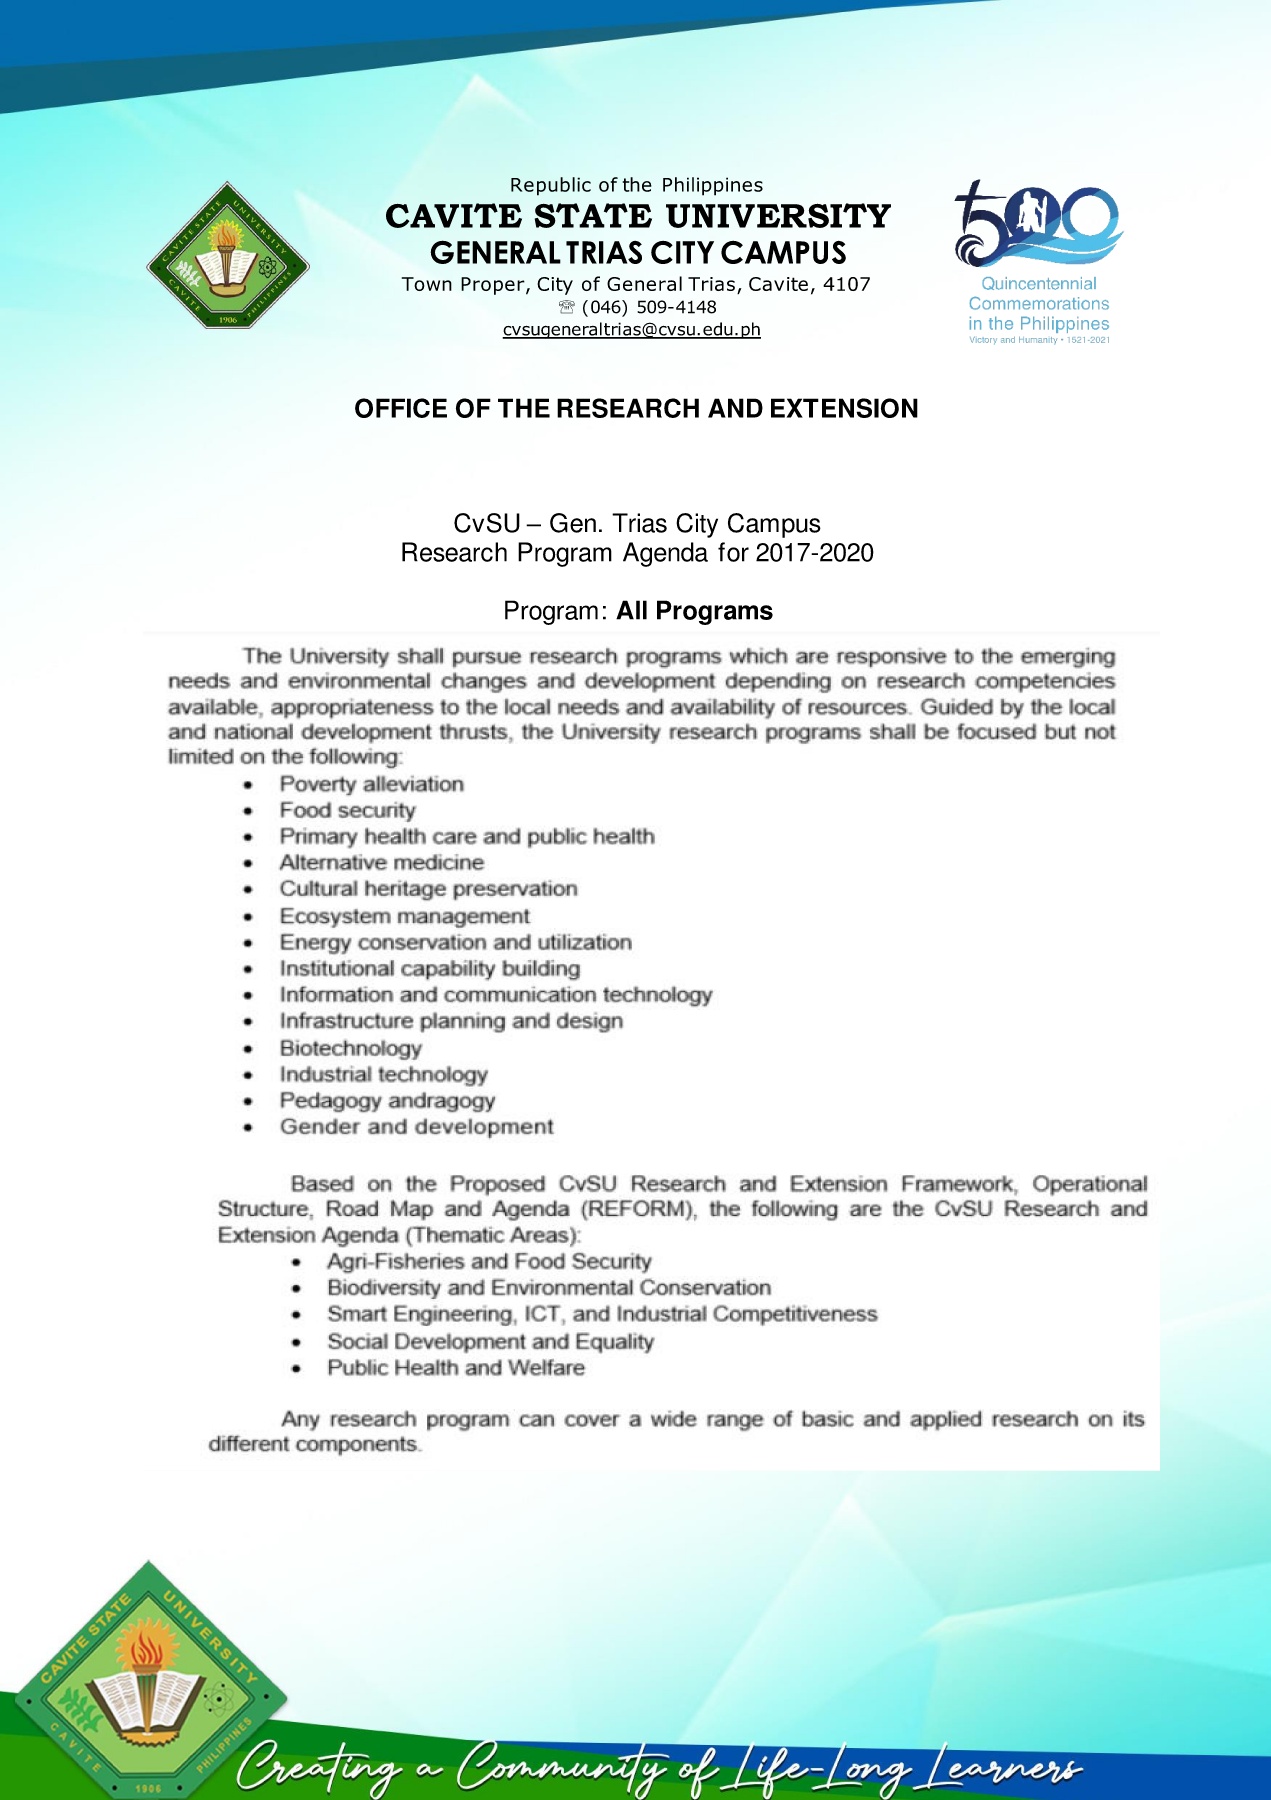 Republic of the Philippines
CAVITE STATE UNIVERSITY
GENERAL TRIAS CITY CAMPUS
Town Proper, City of General Trias, Cavite, 4107
☏ (046) 509-4148
cvsugeneraltrias@cvsu.edu.ph
CAVITE STATE UNIVERSITY
CAVITE PHILIPPINES
1906
500
Quincentennial
Commemorations
in the Philippines
Victory and Humanity • 1521-2021
OFFICE OF THE RESEARCH AND EXTENSION
CvSU – Gen. Trias City Campus
Research Program Agenda for 2017-2020
Program: All Programs
The University shall pursue research programs which are responsive to the emerging
needs and environmental changes and development depending on research competencies
available, appropriateness to the local needs and availability of resources. Guided by the local
and national development thrusts, the University research programs shall be focused but not
limited on the following:
• Poverty alleviation
• Food security
• Primary health care and public health
• Alternative medicine
• Cultural heritage preservation
• Ecosystem management
• Energy conservation and utilization
• Institutional capability building
• Information and communication technology
• Infrastructure planning and design
• Biotechnology
• Industrial technology
• Pedagogy andragogy
• Gender and development
Based on the Proposed CvSU Research and Extension Framework, Operational
Structure, Road Map and Agenda (REFORM), the following are the CvSU Research and
Extension Agenda (Thematic Areas):
• Agri-Fisheries and Food Security
• Biodiversity and Environmental Conservation
• Smart Engineering, ICT, and Industrial Competitiveness
• Social Development and Equality
• Public Health and Welfare
Any research program can cover a wide range of basic and applied research on its
different components.
CAVITE STATE UNIVERSITY
CAVITE PHILIPPINES
1906
Creating a Community of Life-Long Learners